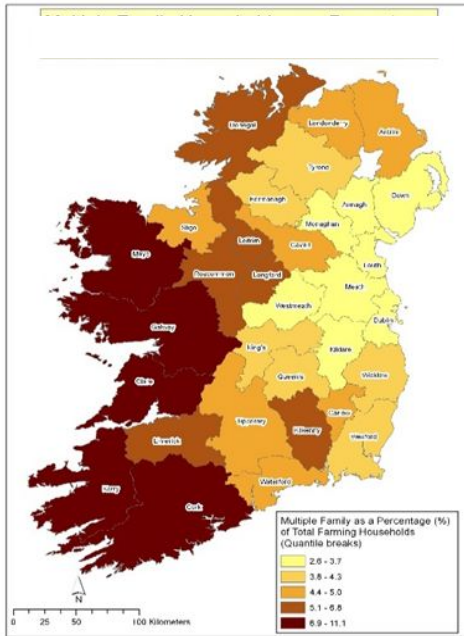 Donegal
Londonderry
Antrim
Tyrone
Fermanagh
Down
Armagh
Monaghan
Sligo
Leitrim
Cavan
Louth
Mayo
Roscommon
Longford
Meath
Westmeath
Dublin
Galway
King's
Kildare
Queen's
Wicklow
Clare
Carlow
Tipperary
Kilkenny
Wexford
Limerick
Waterford
Kerry
Cork
Multiple Family as a Percentage (%)
of Total Farming Households
(Quantile breaks)
2.6 - 3.7
3.8 - 4.3
4.4 - 5.0
5.1 - 6.8
6.9 - 11.1
N
0 25 50 100 Kilometers